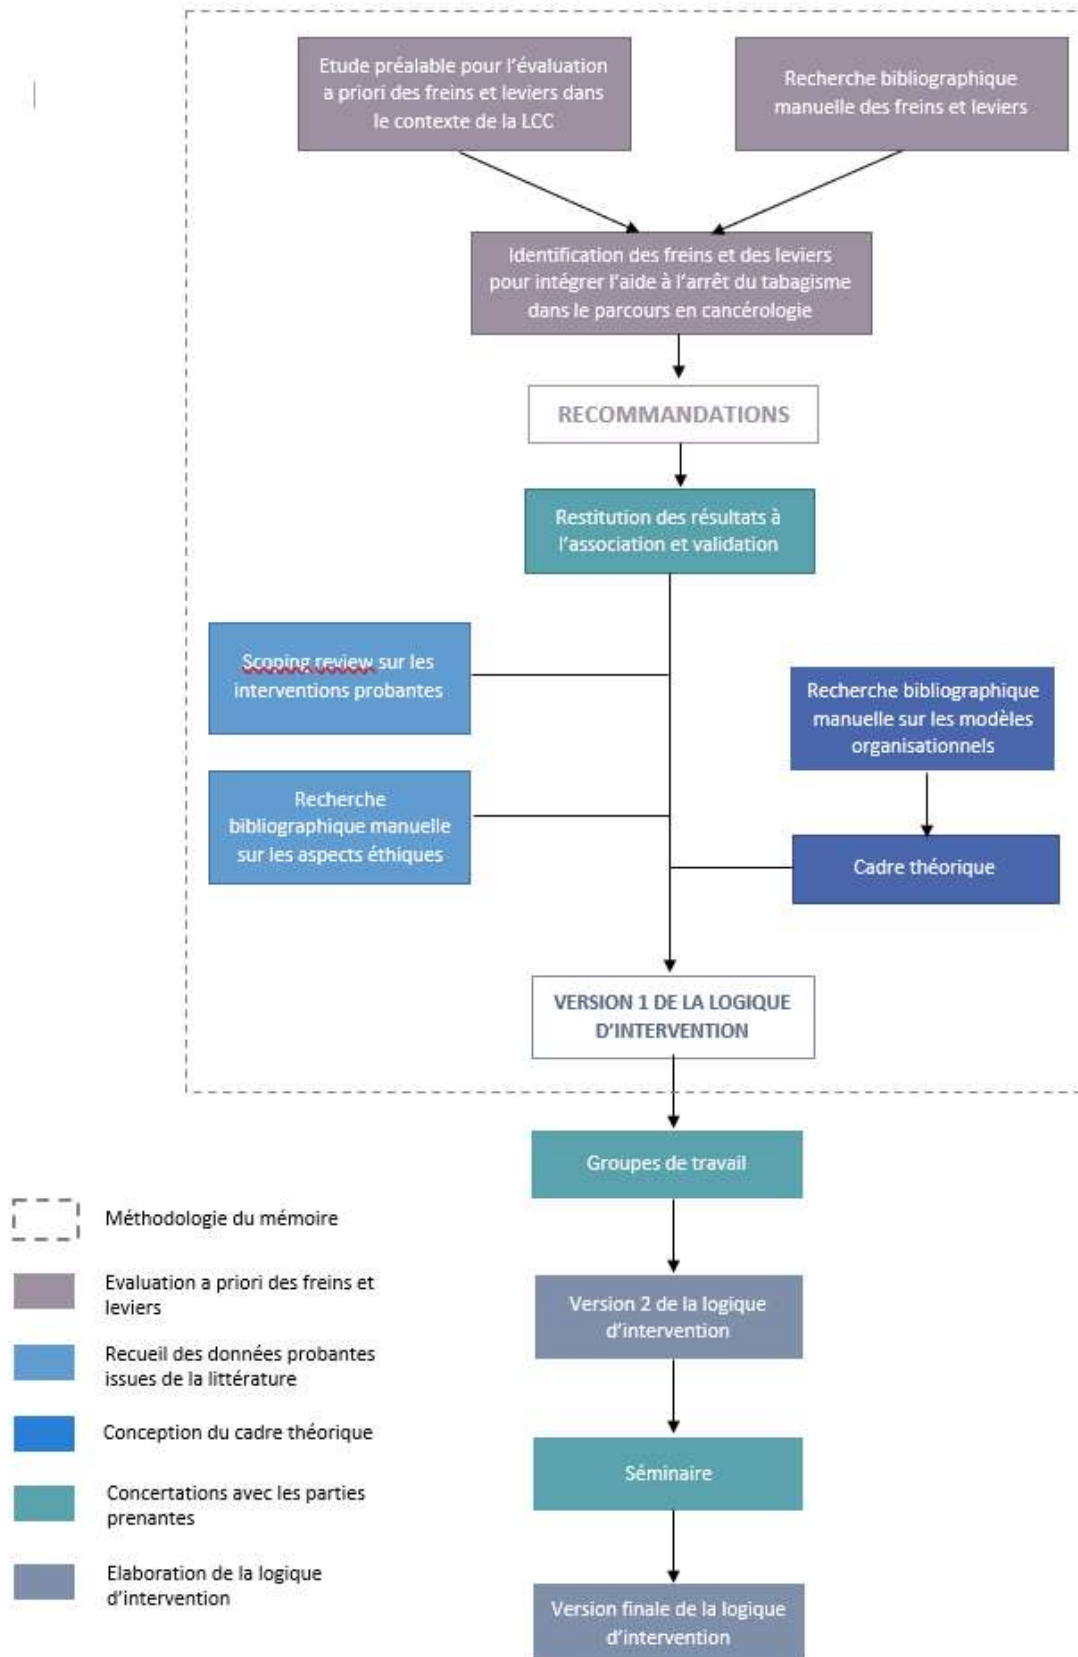 Etude préalable pour l'évaluation
a priori des freins et leviers dans
le contexte de la LCC
Recherche bibliographique
manuelle des freins et leviers
Identification des freins et des leviers
pour intégrer l'aide à l'arrêt du tabagisme
dans le parcours en cancérologie
RECOMMANDATIONS
Restitution des résultats à
l'association et validation
Scoping review sur les
interventions probantes
Recherche bibliographique
manuelle sur les modèles
organisationnels
Recherche
bibliographique manuelle
sur les aspects éthiques
Cadre théorique
VERSION 1 DE LA LOGIQUE
D'INTERVENTION
Groupes de travail
Version 2 de la logique
d'intervention
Séminaire
Version finale de la logique
d'intervention
Méthodologie du mémoire
Evaluation a priori des freins et
leviers
Recueil des données probantes
issues de la littérature
Conception du cadre théorique
Concertations avec les parties
prenantes
Elaboration de la logique
d'intervention